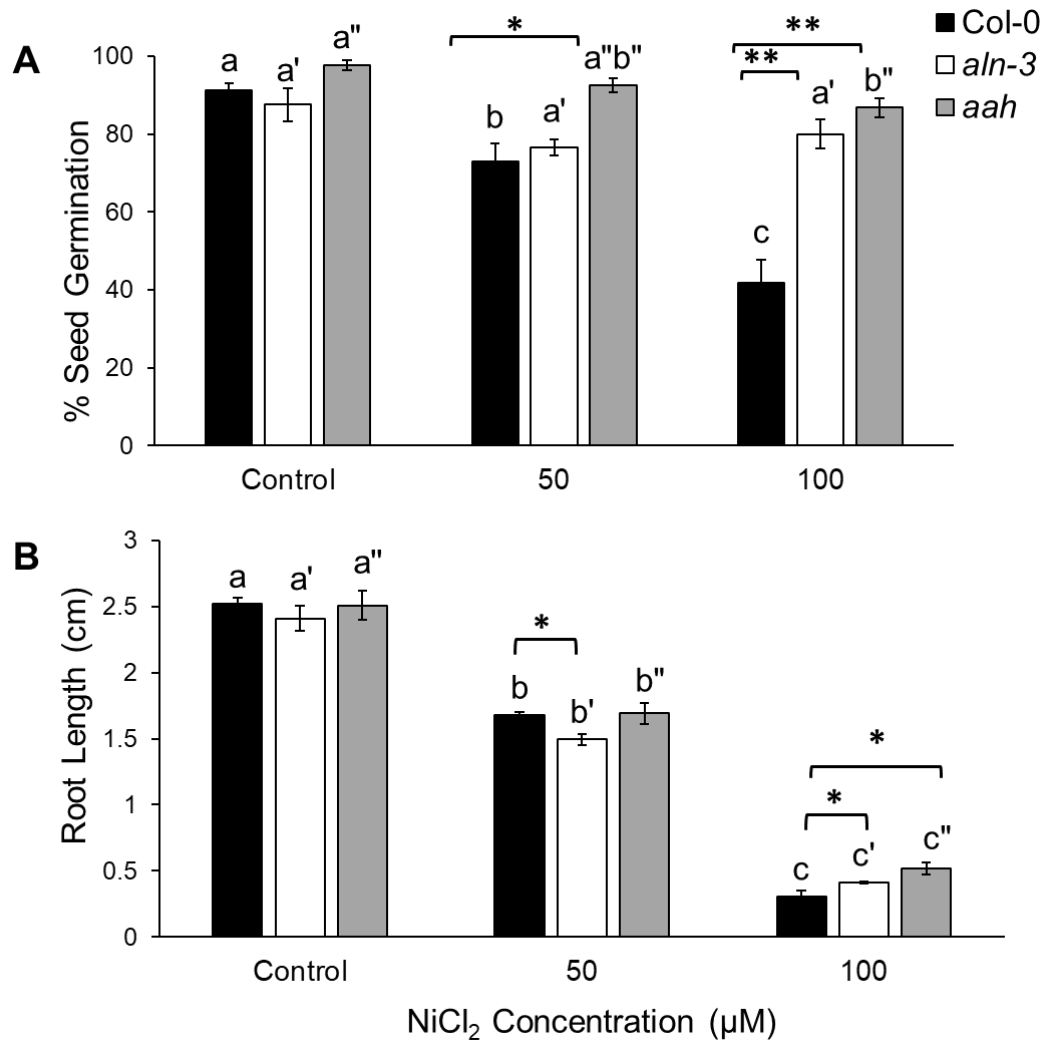 Col-0
aln-3
aah
A
% Seed Germination
100
80
60
40
20
0
a
a'
a"
*
b
a'
a"b"
**
**
c
a'
b"
Control
50
100
B
Root Length (cm)
3
2.5
2
1.5
1
0.5
0
a
a'
a"
*
b
b'
b"
*
*
c
c'
c"
Control
50
100
NiCl₂ Concentration (µM)